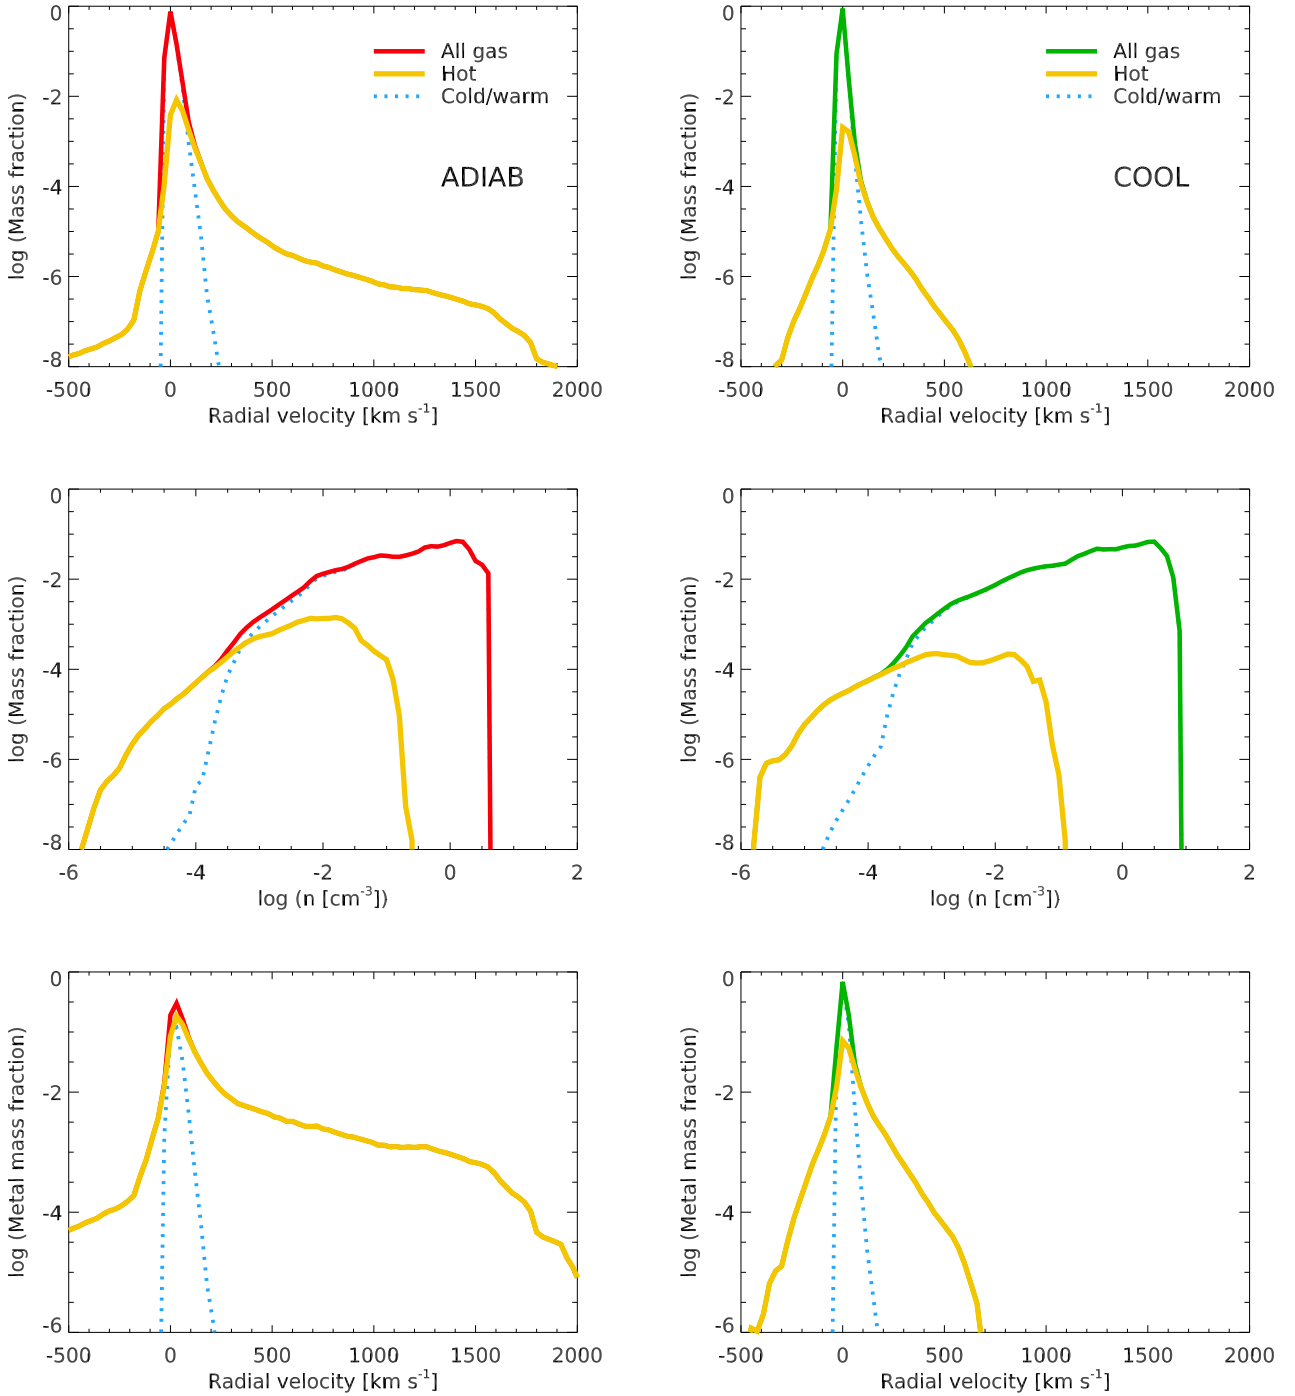 0
-2
-4
-6
-8
log (Mass fraction)
All gas
Hot
Cold/warm
ADIAB
-500 0 500 1000 1500 2000
Radial velocity [km s-1]
0
-2
-4
-6
-8
log (Mass fraction)
All gas
Hot
Cold/warm
COOL
-500 0 500 1000 1500 2000
Radial velocity [km s-1]
0
-2
-4
-6
-8
log (Mass fraction)
-6 -4 -2 0 2
log (n [cm-3])
0
-2
-4
-6
-8
log (Mass fraction)
-6 -4 -2 0 2
log (n [cm-3])
0
-2
-4
-6
log (Metal mass fraction)
-500 0 500 1000 1500 2000
Radial velocity [km s-1]
0
-2
-4
-6
log (Metal mass fraction)
-500 0 500 1000 1500 2000
Radial velocity [km s-1]